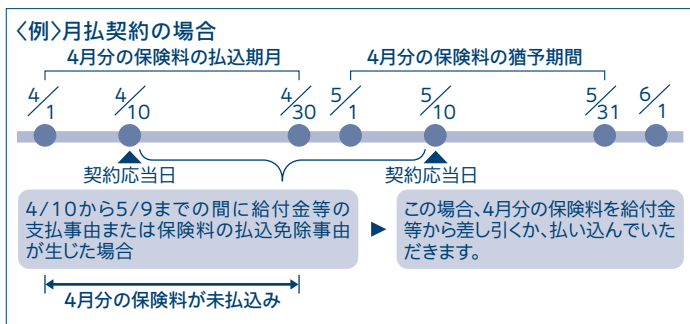 〈例〉月払契約の場合
4月分の保険料の払込期月
4月分の保険料の猶予期間
4/1 4/10 4/30 5/1 5/10 5/31 6/1
契約応当日 契約応当日
4/10から5/9までの間に給付金等の
支払事由または保険料の払込免除事由
が生じた場合
この場合、4月分の保険料を給付金
等から差し引くか、払い込んでいた
だきます。
4月分の保険料が未払込み